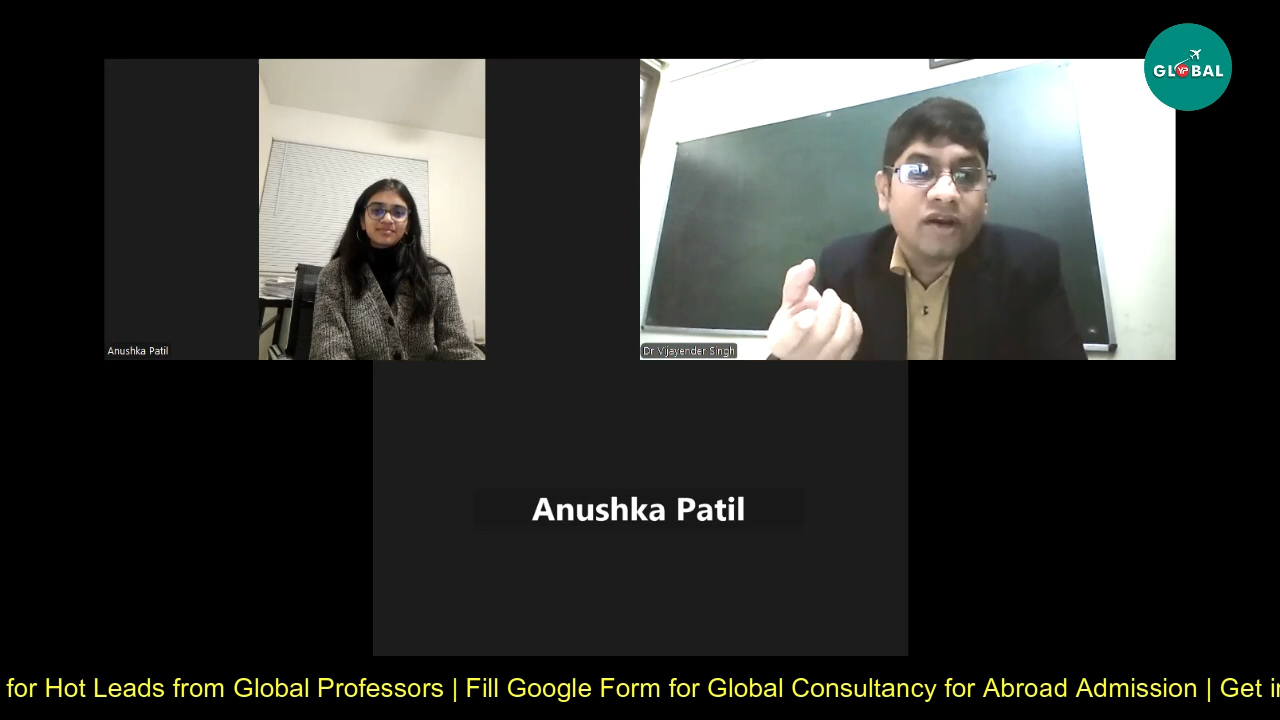 GLOBAL
YP
Anushka Patil
Dr Vijayender Singh
Anushka Patil
for Hot Leads from Global Professors | Fill Google Form for Global Consultancy for Abroad Admission | Get i